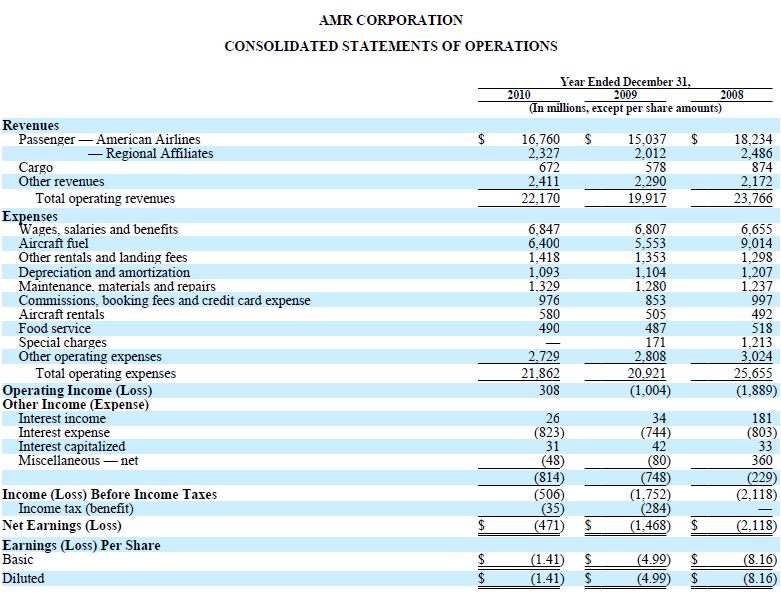 AMR CORPORATION
CONSOLIDATED STATEMENTS OF OPERATIONS
Year Ended December 31,
2010 2009 2008
(In millions, except per share amounts)
Revenues
Passenger — American Airlines $ 16,760 $ 15,037 $ 18,234
— Regional Affiliates 2,327 2,012 2,486
Cargo 672 578 874
Other revenues 2,411 2,290 2,172
Total operating revenues 22,170 19,917 23,766
Expenses
Wages, salaries and benefits 6,847 6,807 6,655
Aircraft fuel 6,400 5,553 9,014
Other rentals and landing fees 1,418 1,353 1,298
Depreciation and amortization 1,093 1,104 1,207
Maintenance, materials and repairs 1,329 1,280 1,237
Commissions, booking fees and credit card expense 976 853 997
Aircraft rentals 580 505 492
Food service 490 487 518
Special charges — 171 1,213
Other operating expenses 2,729 2,808 3,024
Total operating expenses 21,862 20,921 25,655
Operating Income (Loss) 308 (1,004) (1,889)
Other Income (Expense)
Interest income 26 34 181
Interest expense (823) (744) (803)
Interest capitalized 31 42 33
Miscellaneous — net (48) (80) 360
(814) (748) (229)
Income (Loss) Before Income Taxes (506) (1,752) (2,118)
Income tax (benefit) (35) (284) —
Net Earnings (Loss) $ (471) $ (1,468) $ (2,118)
Earnings (Loss) Per Share
Basic $ (1.41) $ (4.99) $ (8.16)
Diluted $ (1.41) $ (4.99) $ (8.16)